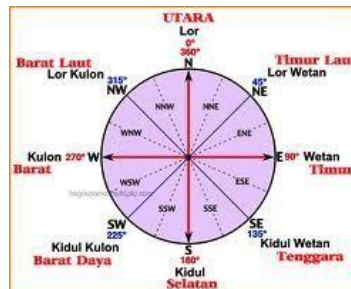 UTARA
Lor
0°
360°
N
Barat Laut
Lor Kulon
315°
NW
Timur Lau
Lor Wetan
45°
NE
NNW
NNE
WNW
ENE
Kulon 270° W
Barat
E 90° Wetan
Timur
WSW
ESE
SSW
SSE
SW
225°
Kidul Kulon
Barat Daya
S
180°
Kidul
Selatan
SE
135°
Kidul Wetan
Tenggara